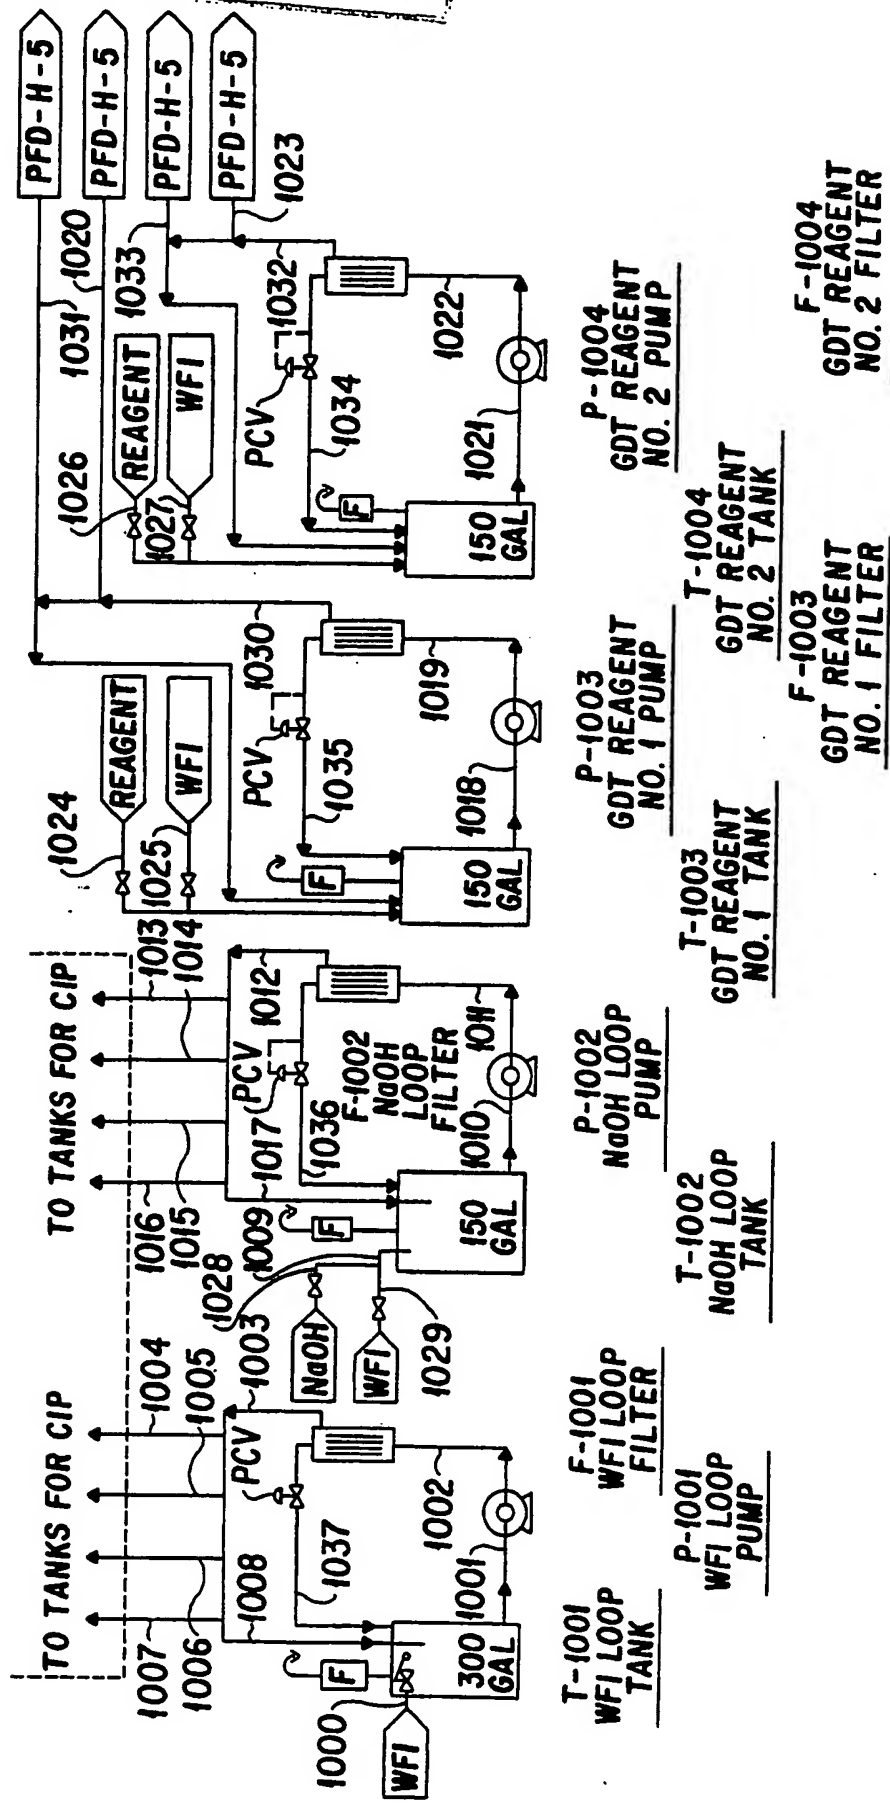 TO TANKS FOR CIP
TO TANKS FOR CIP
1007
1006
1005
1004
1008
1003
PCV
1037
F
1000
WFI
300
GAL
1001
1002
T-1001
WFI LOOP
TANK
P-1001
WFI LOOP
PUMP
F-1001
WFI LOOP
FILTER
1016
1015
1014
1013
1012
1028
1009
1017
PCV
1036
F-1002
NaOH
LOOP
FILTER
F
NaOH
WFI
1029
150
GAL
1010
1011
T-1002
NaOH LOOP
TANK
P-1002
NaOH LOOP
PUMP
1024
REAGENT
1025
WFI
1030
PCV
1035
F
150
GAL
1018
1019
T-1003
GDT REAGENT
NO. 1 TANK
P-1003
GDT REAGENT
NO. 1 PUMP
F-1003
GDT REAGENT
NO. 1 FILTER
PFD-H-5
PFD-H-5
PFD-H-5
PFD-H-5
1031
1020
1033
1023
1026
REAGENT
1027
WFI
1032
PCV
1034
F
150
GAL
1021
1022
T-1004
GDT REAGENT
NO. 2 TANK
P-1004
GDT REAGENT
NO. 2 PUMP
F-1004
GDT REAGENT
NO. 2 FILTER